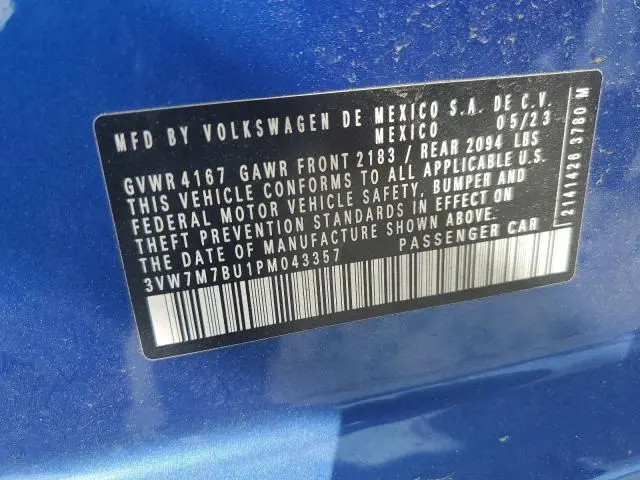 MFD BY VOLKSWAGEN DE MEXICO S.A. DE C.V.
MEXICO 05/23
GVWR 4167 GAWR FRONT 2183 / REAR 2094 LBS
THIS VEHICLE CONFORMS TO ALL APPLICABLE U.S.
FEDERAL MOTOR VEHICLE SAFETY, BUMPER AND
THEFT PREVENTION STANDARDS IN EFFECT ON
THE DATE OF MANUFACTURE SHOWN ABOVE.
3VW7M7BU1PM043357 PASSENGER CAR
2141426 3780 M